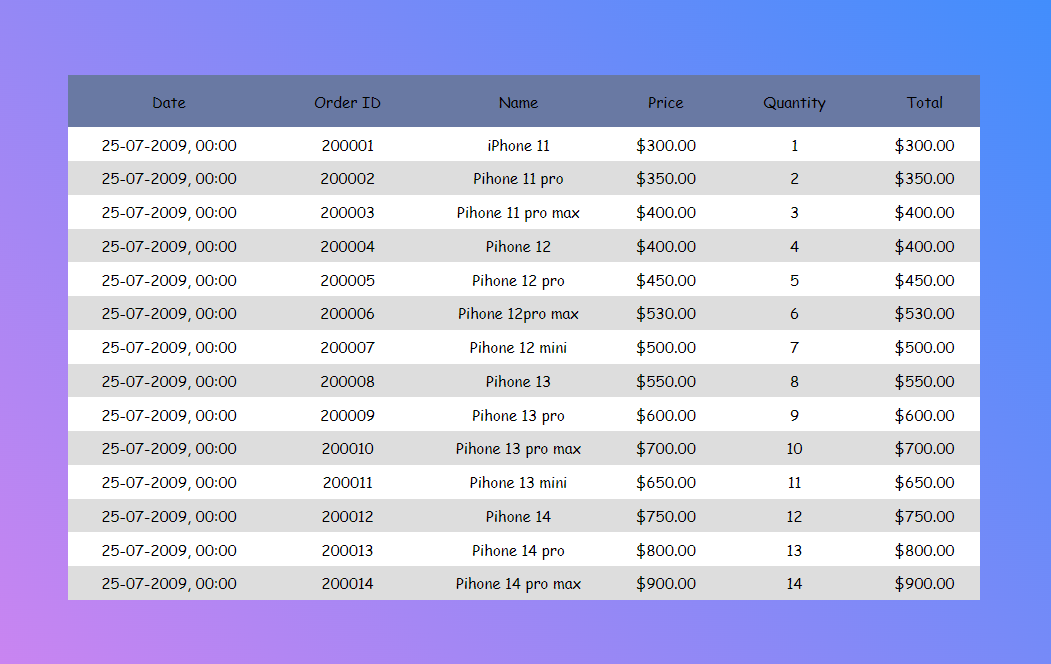 Date Order ID Name Price Quantity Total
25-07-2009, 00:00 200001 iPhone 11 $300.00 1 $300.00
25-07-2009, 00:00 200002 Pihone 11 pro $350.00 2 $350.00
25-07-2009, 00:00 200003 Pihone 11 pro max $400.00 3 $400.00
25-07-2009, 00:00 200004 Pihone 12 $400.00 4 $400.00
25-07-2009, 00:00 200005 Pihone 12 pro $450.00 5 $450.00
25-07-2009, 00:00 200006 Pihone 12pro max $530.00 6 $530.00
25-07-2009, 00:00 200007 Pihone 12 mini $500.00 7 $500.00
25-07-2009, 00:00 200008 Pihone 13 $550.00 8 $550.00
25-07-2009, 00:00 200009 Pihone 13 pro $600.00 9 $600.00
25-07-2009, 00:00 200010 Pihone 13 pro max $700.00 10 $700.00
25-07-2009, 00:00 200011 Pihone 13 mini $650.00 11 $650.00
25-07-2009, 00:00 200012 Pihone 14 $750.00 12 $750.00
25-07-2009, 00:00 200013 Pihone 14 pro $800.00 13 $800.00
25-07-2009, 00:00 200014 Pihone 14 pro max $900.00 14 $900.00